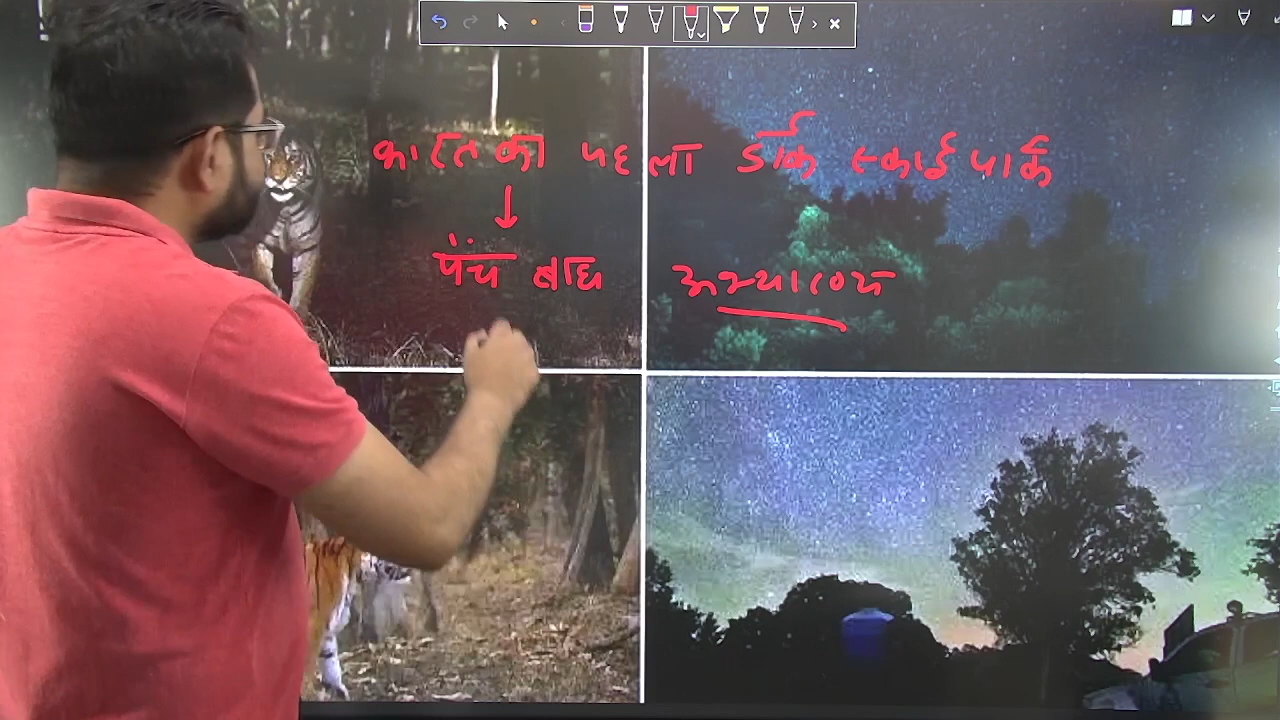 भारत का पहला डार्क स्काई पार्क
पेंच बाघ अभ्यारण्य